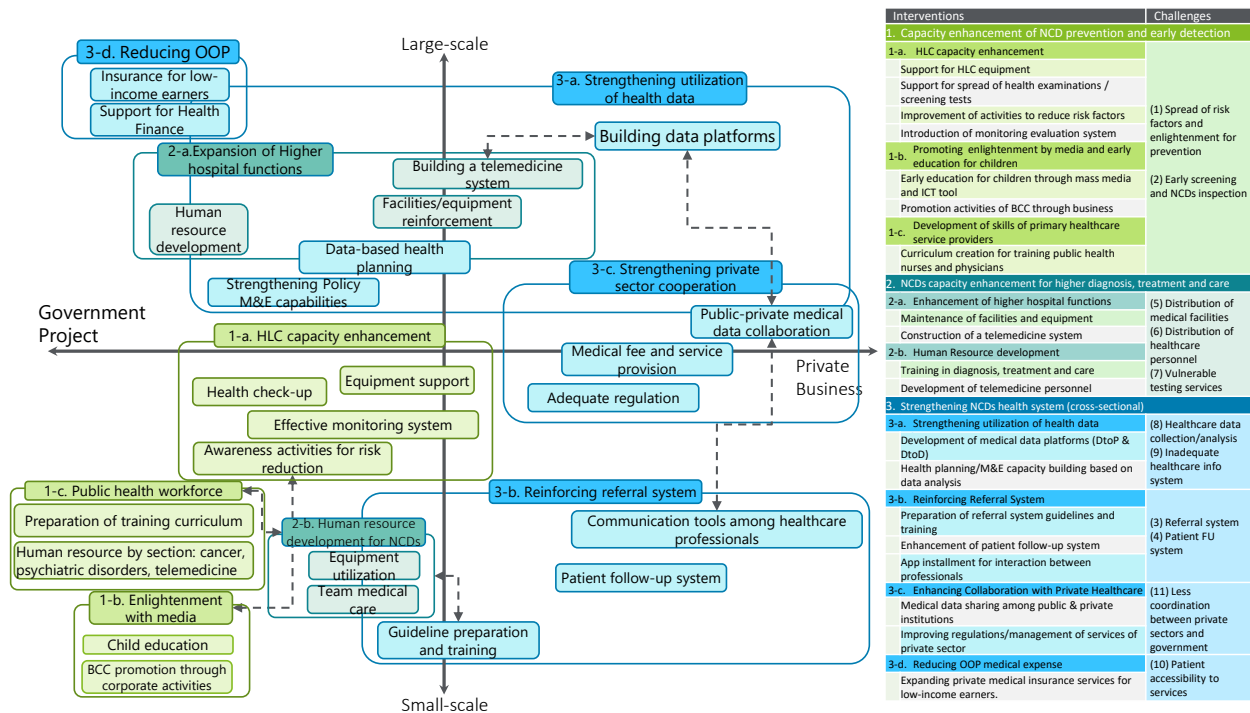 Large-scale
3-d. Reducing OOP
Insurance for low-
income earners
Support for Health
Finance
3-a. Strengthening utilization
of health data
Building data platforms
2-a.Expansion of Higher
hospital functions
Building a telemedicine
system
Facilities/equipment
reinforcement
Human
resource
development
Data-based health
planning
Strengthening Policy
M&E capabilities
3-c. Strengthening private
sector cooperation
Public-private medical
data collaboration
Government
Project
1-a. HLC capacity enhancement
Medical fee and service
provision
Private
Business
Equipment support
Health check-up
Adequate regulation
Effective monitoring system
Awareness activities for risk
reduction
1-c. Public health workforce
Preparation of training curriculum
Human resource by section: cancer,
psychiatric disorders, telemedicine
3-b. Reinforcing referral system
2-b. Human resource
development for NCDs
Communication tools among healthcare
professionals
Equipment
utilization
Team medical
care
Patient follow-up system
1-b. Enlightenment
with media
Child education
BCC promotion through
corporate activities
Guideline preparation
and training
Small-scale
Interventions
Challenges
1. Capacity enhancement of NCD prevention and early detection
1-a. HLC capacity enhancement
Support for HLC equipment
Support for spread of health examinations /
screening tests
Improvement of activities to reduce risk factors
Introduction of monitoring evaluation system
1-b. Promoting enlightenment by media and early
education for children
Early education for children through mass media
and ICT tool
Promotion activities of BCC through business
1-c. Development of skills of primary healthcare
service providers
Curriculum creation for training public health
nurses and physicians
(1) Spread of risk
factors and
enlightenment for
prevention
(2) Early screening
and NCDs inspection
2. NCDs capacity enhancement for higher diagnosis, treatment and care
2-a. Enhancement of higher hospital functions
Maintenance of facilities and equipment
Construction of a telemedicine system
2-b. Human Resource development
Training in diagnosis, treatment and care
Development of telemedicine personnel
(5) Distribution of
medical facilities
(6) Distribution of
healthcare
personnel
(7) Vulnerable
testing services
3. Strengthening NCDs health system (cross-sectional)
3-a. Strengthening utilization of health data
Development of medical data platforms (DtoP &
DtoD)
Health planning/M&E capacity building based on
data analysis
(8) Healthcare data
collection/analysis
(9) Inadequate
healthcare info
system
3-b. Reinforcing Referral System
Preparation of referral system guidelines and
training
Enhancement of patient follow-up system
App installment for interaction between
professionals
(3) Referral system
(4) Patient FU
system
3-c. Enhancing Collaboration with Private Healthcare
Medical data sharing among public & private
institutions
Improving regulations/management of services of
private sector
(11) Less
coordination
between private
sectors and
government
3-d. Reducing OOP medical expense
Expanding private medical insurance services for
low-income earners.
(10) Patient
accessibility to
services